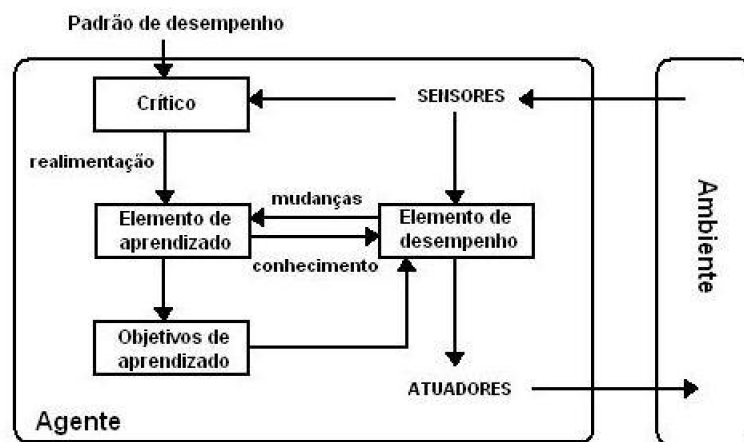 Padrão de desempenho
Crítico
SENSORES
realimentação
mudanças
Elemento de
aprendizado
Elemento de
desempenho
conhecimento
Objetivos de
aprendizado
ATUADORES
Agente
Ambiente